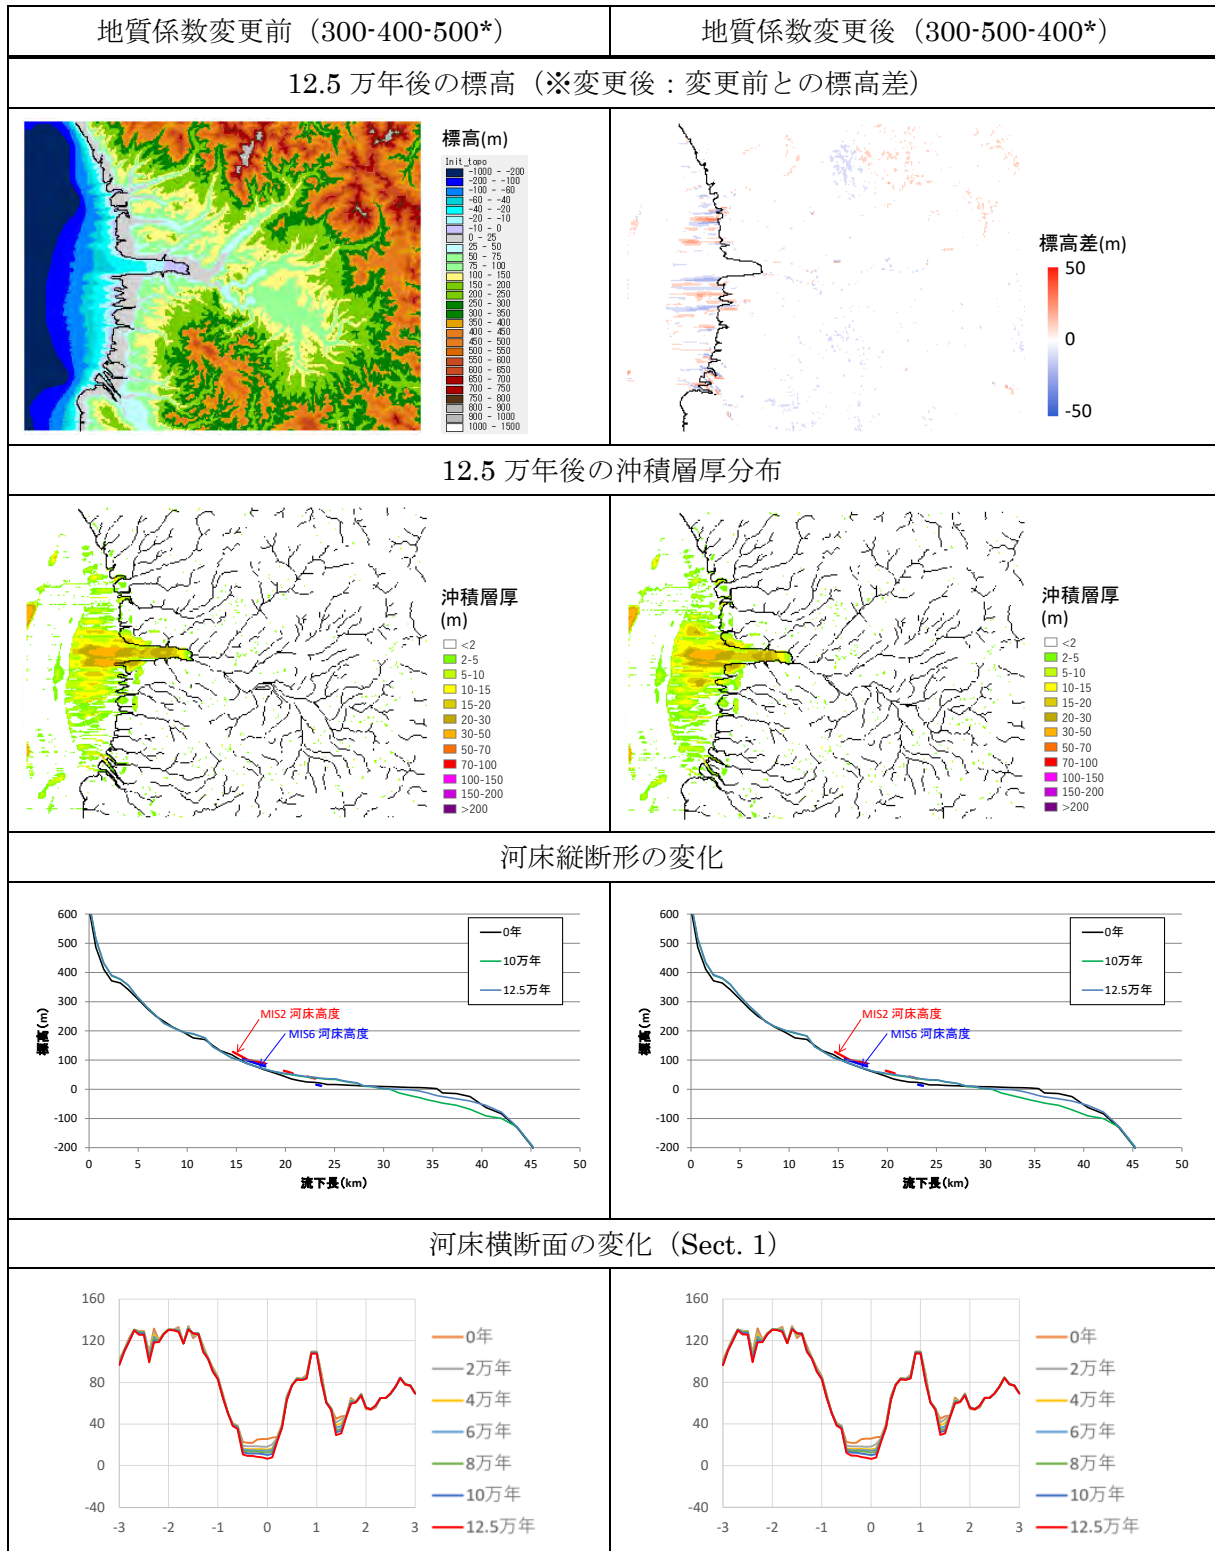 地質係数変更前（300-400-500*）
地質係数変更後（300-500-400*）
12.5 万年後の標高（※変更後：変更前との標高差）
標高(m)
Init_topo
-1000 - -200
-200 - -100
-100 - -60
-60 - -40
-40 - -20
-20 - -10
-10 - 0
0 - 25
25 - 50
50 - 75
75 - 100
100 - 150
150 - 200
200 - 250
250 - 300
300 - 350
350 - 400
400 - 450
450 - 500
500 - 550
550 - 600
600 - 650
650 - 700
700 - 750
750 - 800
800 - 900
900 - 1000
1000 - 1500
標高差(m)
50
0
-50
12.5 万年後の沖積層厚分布
沖積層厚
(m)
<2
2-5
5-10
10-15
15-20
20-30
30-50
50-70
70-100
100-150
150-200
>200
沖積層厚
(m)
<2
2-5
5-10
10-15
15-20
20-30
30-50
50-70
70-100
100-150
150-200
>200
河床縦断形の変化
600
500
400
300
200
100
0
-100
-200
標高(m)
0 5 10 15 20 25 30 35 40 45 50
流下長(km)
MIS2 河床高度
MIS6 河床高度
0年
10万年
12.5万年
600
500
400
300
200
100
0
-100
-200
標高(m)
0 5 10 15 20 25 30 35 40 45 50
流下長(km)
MIS2 河床高度
MIS6 河床高度
0年
10万年
12.5万年
河床横断面の変化（Sect. 1）
160
120
80
40
0
-40
-3 -2 -1 0 1 2 3
0年
2万年
4万年
6万年
8万年
10万年
12.5万年
160
120
80
40
0
-40
-3 -2 -1 0 1 2 3
0年
2万年
4万年
6万年
8万年
10万年
12.5万年